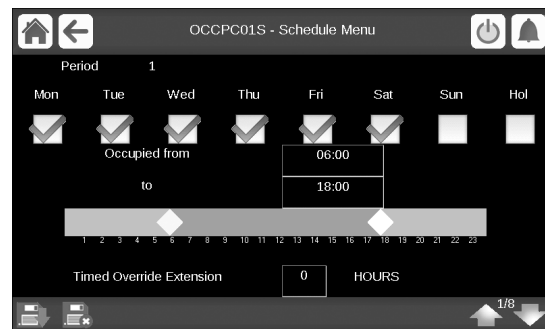 OCCPC01S - Schedule Menu
Period 1
Mon Tue Wed Thu Fri Sat Sun Hol
Occupied from 06:00
to 18:00
1 2 3 4 5 6 7 8 9 10 11 12 13 14 15 16 17 18 19 20 21 22 23
Timed Override Extension 0 HOURS
1/8